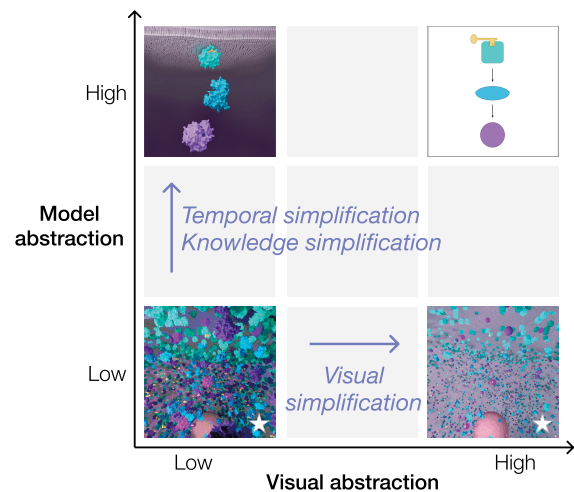 High
Model
abstraction
Temporal simplification
Knowledge simplification
Low
Visual
simplification
Low
High
Visual abstraction